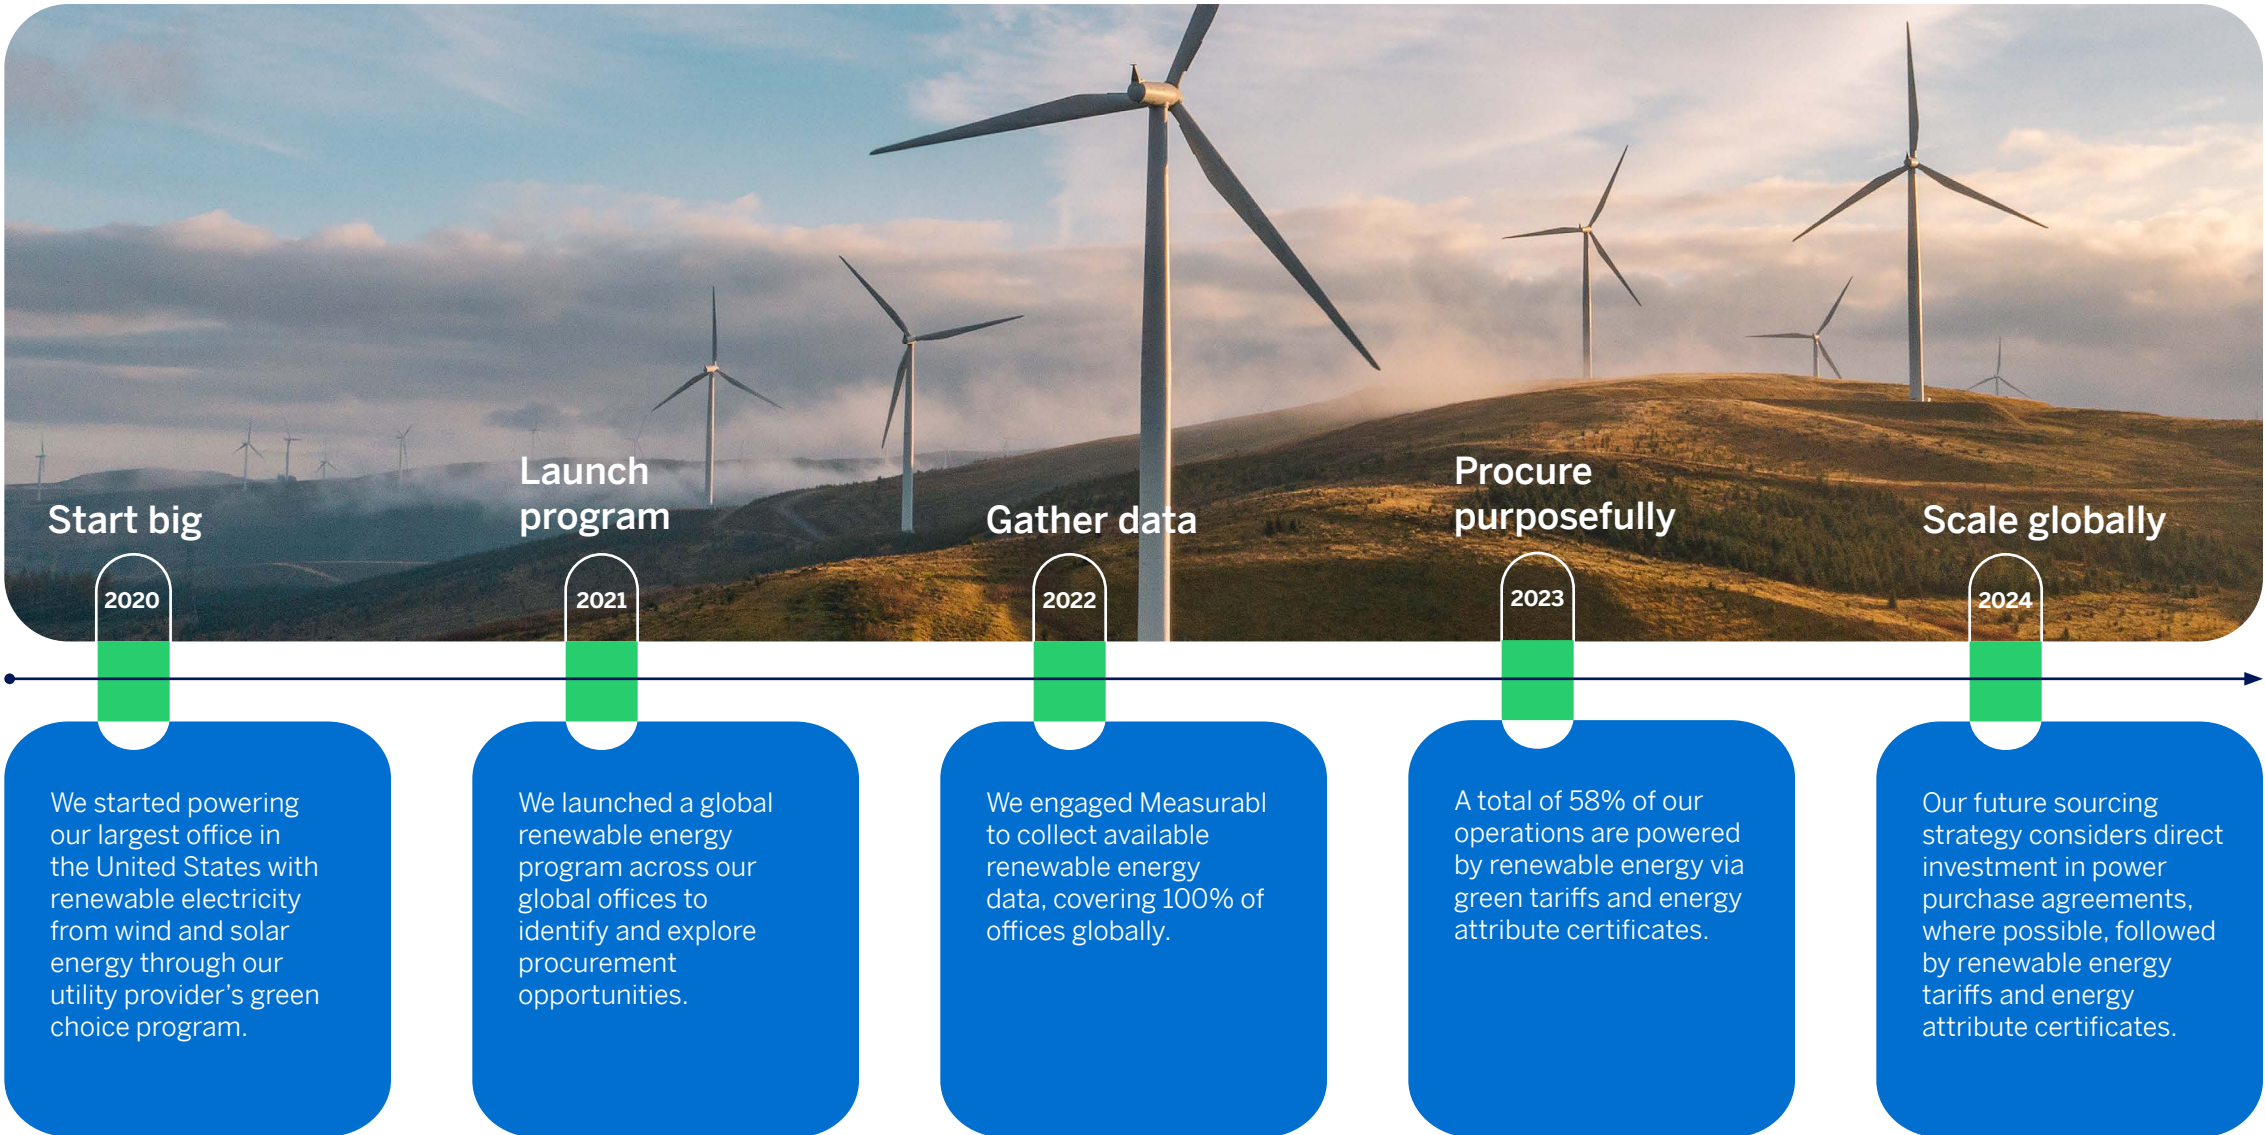 Start big
2020
We started powering
our largest office in
the United States with
renewable electricity
from wind and solar
energy through our
utility provider’s green
choice program.
Launch
program
2021
We launched a global
renewable energy
program across our
global offices to
identify and explore
procurement
opportunities.
Gather data
2022
We engaged Measurabl
to collect available
renewable energy
data, covering 100% of
offices globally.
Procure
purposefully
2023
A total of 58% of our
operations are powered
by renewable energy via
green tariffs and energy
attribute certificates.
Scale globally
2024
Our future sourcing
strategy considers direct
investment in power
purchase agreements,
where possible, followed
by renewable energy
tariffs and energy
attribute certificates.